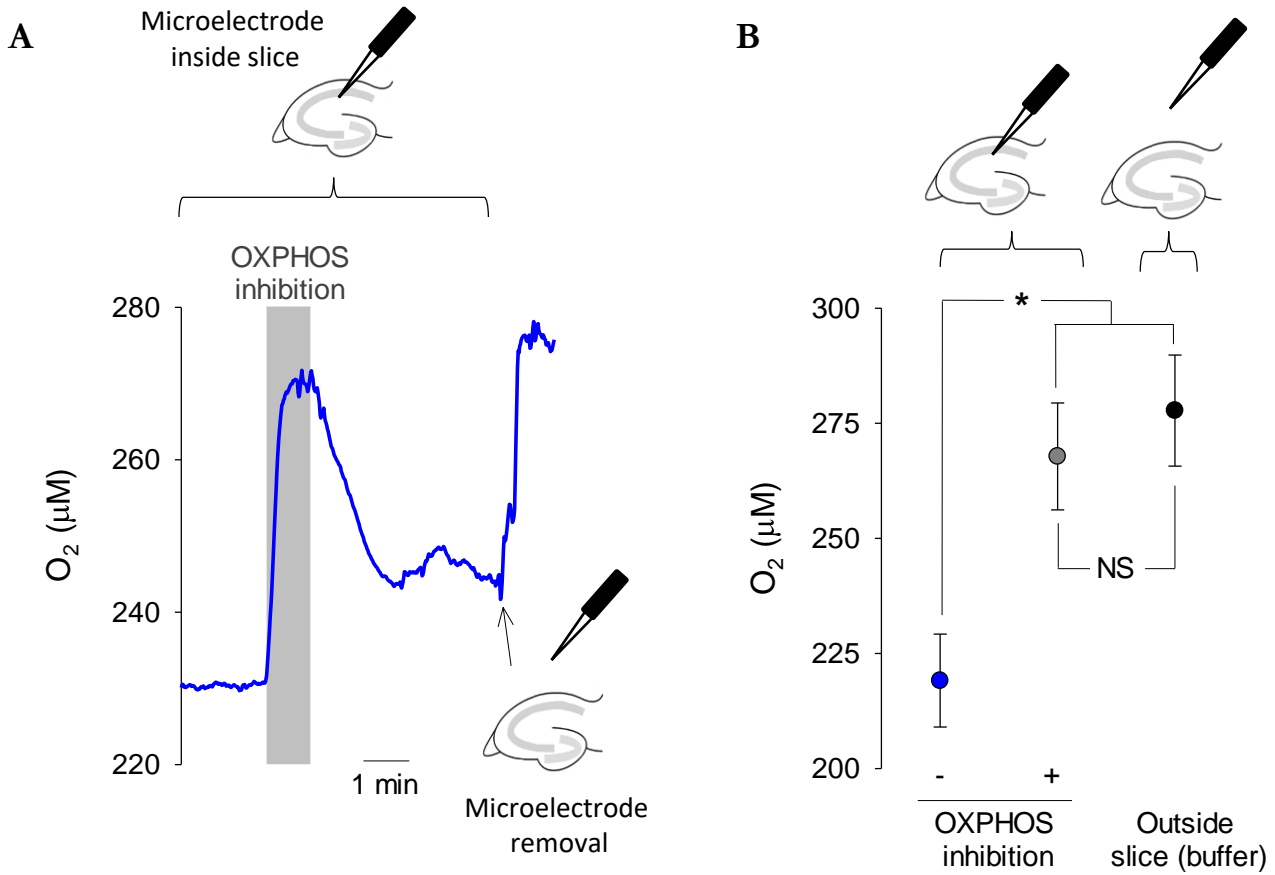 A
Microelectrode
inside slice
OXPHOS
inhibition
280
260
240
220
O2 (μM)
1 min
Microelectrode
removal
B
*
300
275
250
225
200
O2 (μM)
NS
- +
OXPHOS
inhibition
Outside
slice (buffer)